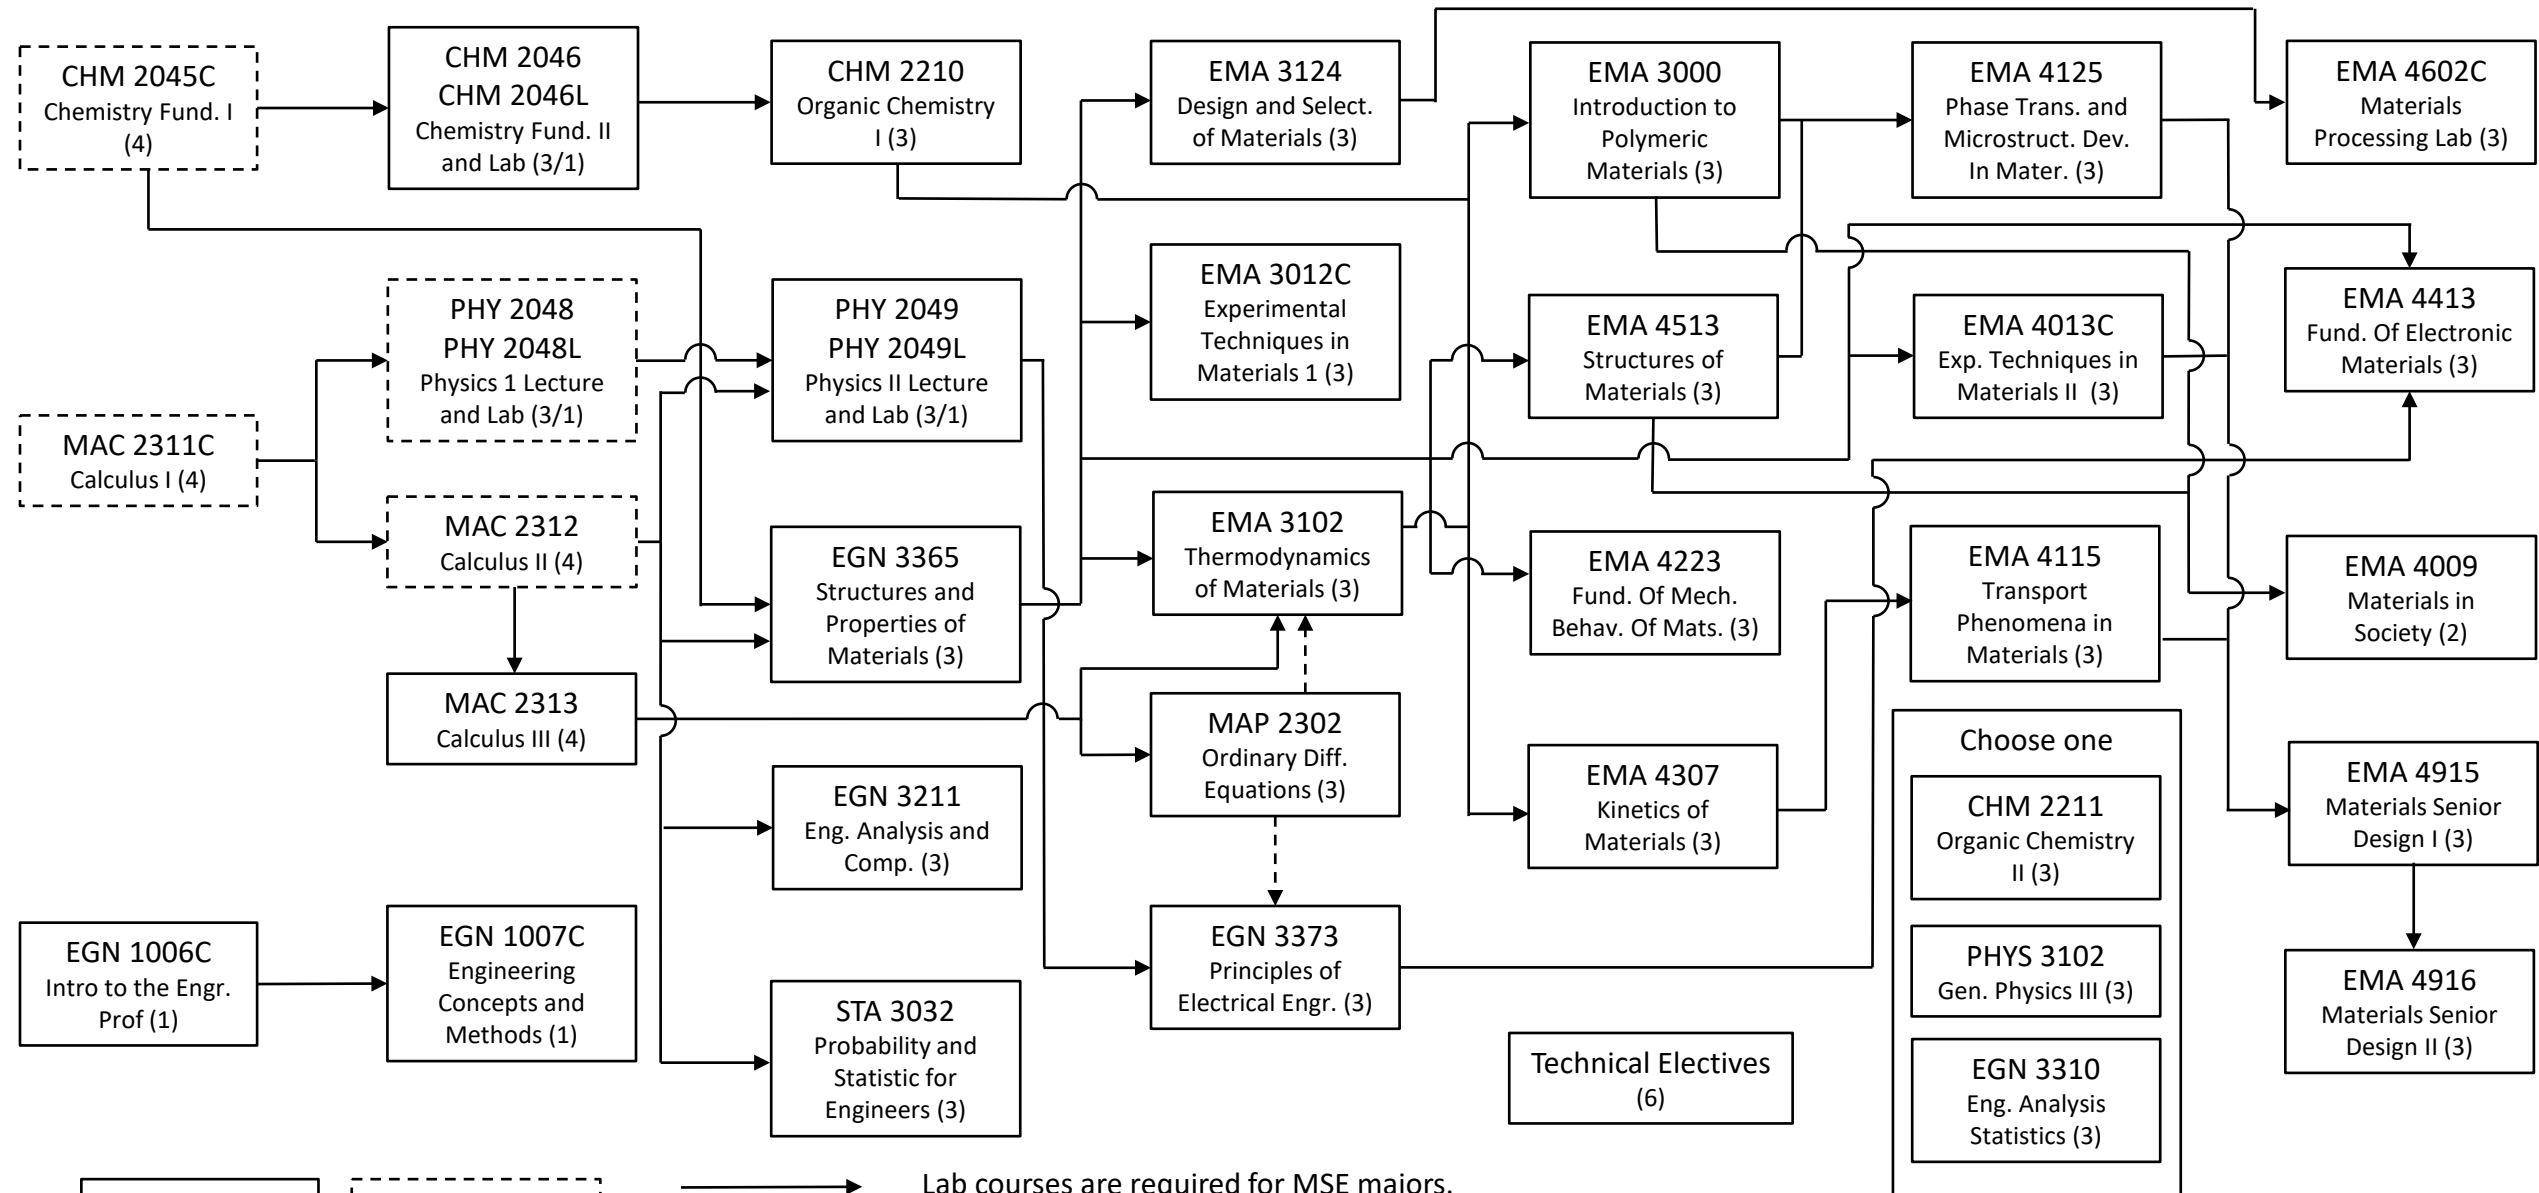 CHM 2045C
Chemistry Fund. I
(4)
CHM 2046
CHM 2046L
Chemistry Fund. II
and Lab (3/1)
CHM 2210
Organic Chemistry
I (3)
EMA 3124
Design and Select.
of Materials (3)
EMA 3000
Introduction to
Polymeric
Materials (3)
EMA 4125
Phase Trans. and
Microstruct. Dev.
In Mater. (3)
EMA 4602C
Materials
Processing Lab (3)
PHY 2048
PHY 2048L
Physics 1 Lecture
and Lab (3/1)
PHY 2049
PHY 2049L
Physics II Lecture
and Lab (3/1)
EMA 3012C
Experimental
Techniques in
Materials 1 (3)
EMA 4513
Structures of
Materials (3)
EMA 4013C
Exp. Techniques in
Materials II (3)
EMA 4413
Fund. Of Electronic
Materials (3)
MAC 2311C
Calculus I (4)
MAC 2312
Calculus II (4)
EGN 3365
Structures and
Properties of
Materials (3)
EMA 3102
Thermodynamics
of Materials (3)
EMA 4223
Fund. Of Mech.
Behav. Of Mats. (3)
EMA 4115
Transport
Phenomena in
Materials (3)
EMA 4009
Materials in
Society (2)
MAC 2313
Calculus III (4)
MAP 2302
Ordinary Diff.
Equations (3)
EGN 3211
Eng. Analysis and
Comp. (3)
EMA 4307
Kinetics of
Materials (3)
Choose one
CHM 2211
Organic Chemistry
II (3)
PHYS 3102
Gen. Physics III (3)
EGN 3310
Eng. Analysis
Statistics (3)
EMA 4915
Materials Senior
Design I (3)
EMA 4916
Materials Senior
Design II (3)
EGN 1006C
Intro to the Engr.
Prof (1)
EGN 1007C
Engineering
Concepts and
Methods (1)
STA 3032
Probability and
Statistic for
Engineers (3)
EGN 3373
Principles of
Electrical Engr. (3)
Technical Electives
(6)
Lab courses are required for MSE majors.